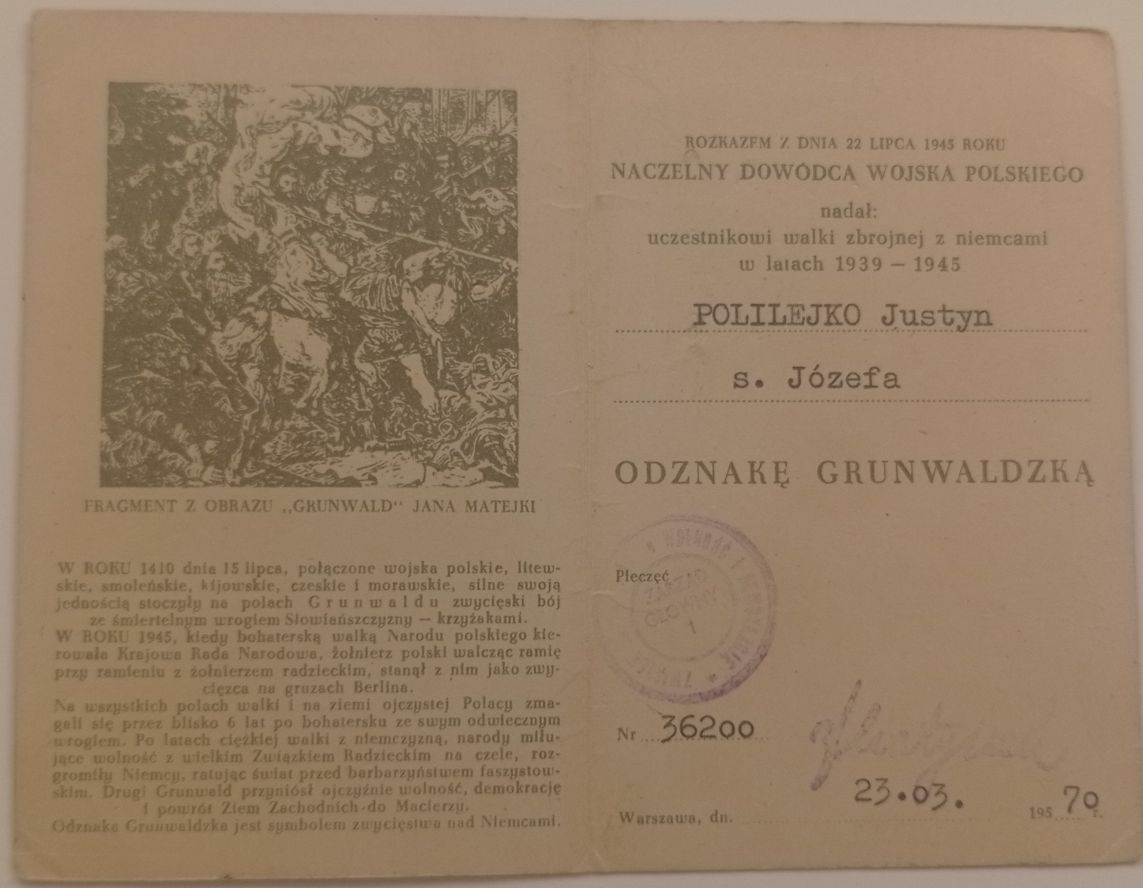 FRAGMENT Z OBRAZU „GRUNWALD“ JANA MATEJKI
W ROKU 1410 dnia 15 lipca, połączone wojska polskie, litew-
skie, smoleńskie, kijowskie, czeskie i morawskie, silne swoją
jednością stoczyły na polach Grunwaldu zwycięski bój
ze śmiertelnym wrogiem Słowiańszczyzny — krzyżakami.
W ROKU 1945, kiedy bohaterską walką Narodu polskiego kie-
rowała Krajowa Rada Narodowa, żołnierz polski walcząc ramię
przy ramieniu z żołnierzem radzieckim, stanął z nim jako zwy-
cięzca na gruzach Berlina.
Na wszystkich polach walki i na ziemi ojczystej Polacy zma-
gali się przez blisko 6 lat po bohatersku ze swym odwiecznym
wrogiem. Po latach ciężkiej walki z niemczyzną, narody miłu-
jące wolność z wielkim Związkiem Radzieckim na czele, roz-
gromiły Niemcy, ratując świat przed barbarzyństwem faszystow-
skim. Drugi Grunwald przyniósł ojczyźnie wolność, demokrację
i powrót Ziem Zachodnich do Macierzy.
Odznaka Grunwaldzka jest symbolem zwycięstwa nad Niemcami.
ROZKAZEM Z DNIA 22 LIPCA 1945 ROKU
NACZELNY DOWÓDCA WOJSKA POLSKIEGO
nadał:
uczestnikowi walki zbrojnej z niemcami
w latach 1939 — 1945
POLILEJKO Justyn
s. Józefa
ODZNAKĘ GRUNWALDZKĄ
Pieczęć
WOLNOŚĆ I
ZARZĄD
GŁÓWNY
1
Nr 36200
23.03.
Warszawa, dn. 195 70 r.